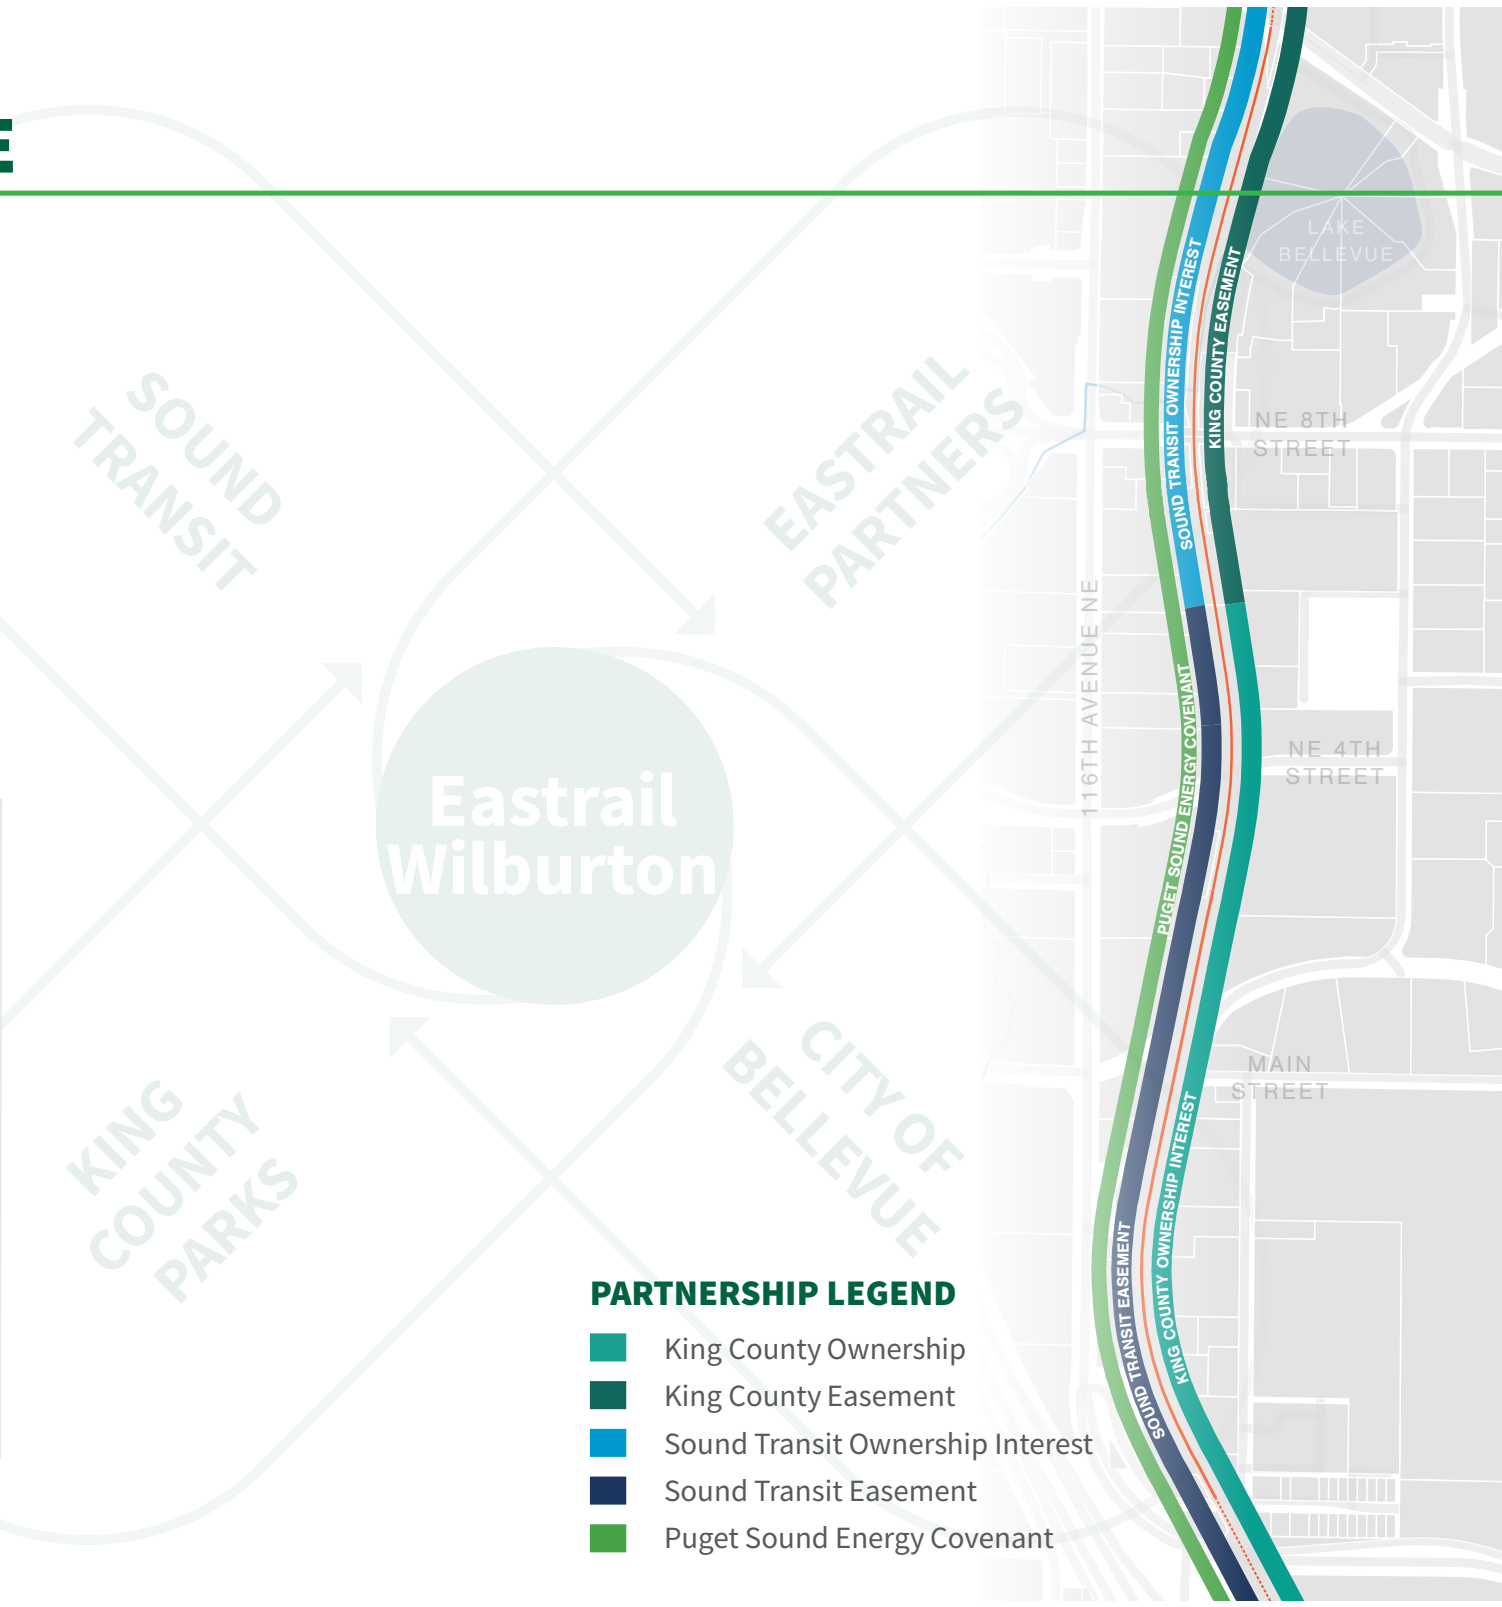 E
SOUND
TRANSIT
EASTRAIL
PARTNERS
Eastrail
Wilburton
KING
COUNTY
PARKS
CITY OF
BELLEVUE
LAKE
BELLEVUE
SOUND TRANSIT OWNERSHIP INTEREST
KING COUNTY EASEMENT
NE 8TH
STREET
116TH AVENUE NE
PUGET SOUND ENERGY COVENANT
NE 4TH
STREET
MAIN
STREET
SOUND TRANSIT EASEMENT
KING COUNTY OWNERSHIP INTEREST
PARTNERSHIP LEGEND
King County Ownership
King County Easement
Sound Transit Ownership Interest
Sound Transit Easement
Puget Sound Energy Covenant